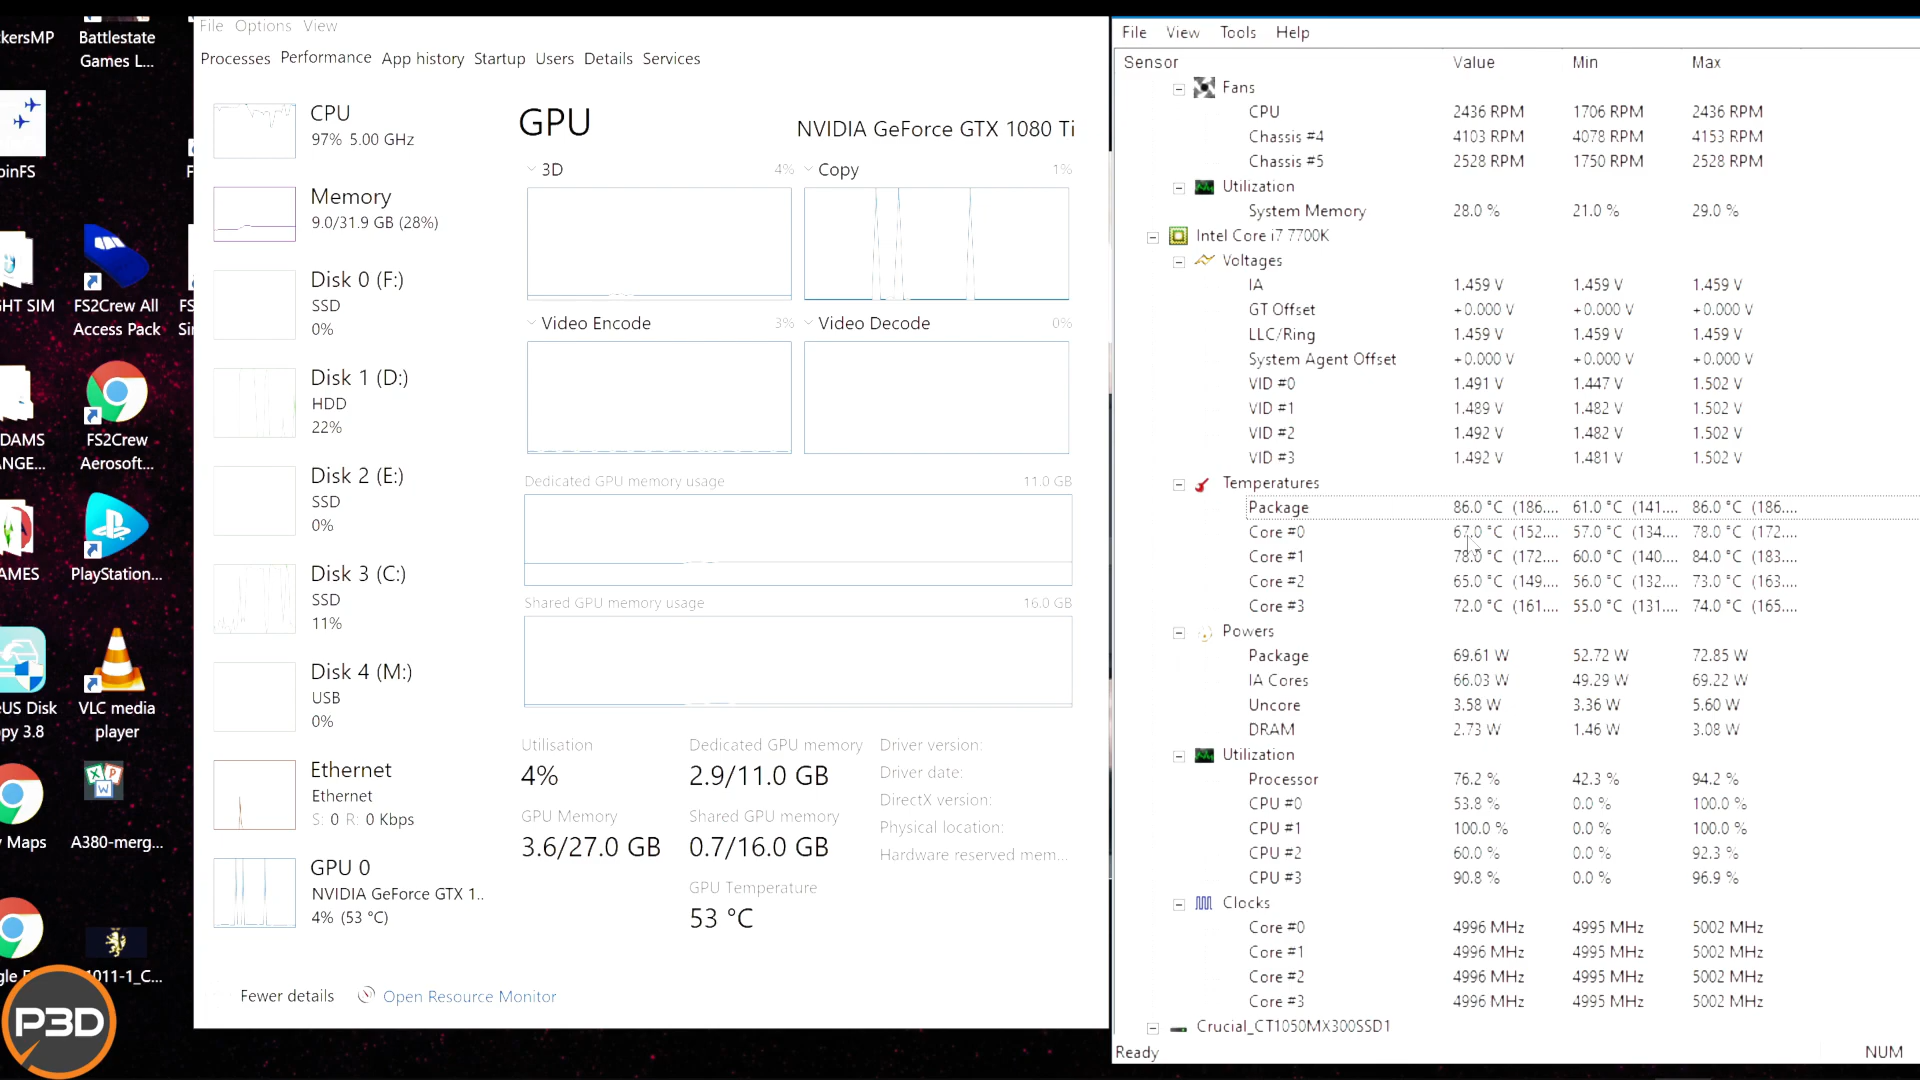 kersMP
Battlestate
Games L...
pinFS
GHT SIM
FS2Crew All
Access Pack
FS
Sin
DAMS
NGE...
FS2Crew
Aerosoft...
AMES
PlayStation...
US Disk
py 3.8
VLC media
player
Maps
A380-merg...
gle
1011-1_C...
P3D
File Options View
Processes Performance App history Startup Users Details Services
CPU
97% 5.00 GHz
Memory
9.0/31.9 GB (28%)
Disk 0 (F:)
SSD
0%
Disk 1 (D:)
HDD
22%
Disk 2 (E:)
SSD
0%
Disk 3 (C:)
SSD
11%
Disk 4 (M:)
USB
0%
Ethernet
Ethernet
S: 0 R: 0 Kbps
GPU 0
NVIDIA GeForce GTX 1..
4% (53 °C)
GPU NVIDIA GeForce GTX 1080 Ti
3D 4% Copy 1%
Video Encode 3% Video Decode 0%
Dedicated GPU memory usage 11.0 GB
Shared GPU memory usage 16.0 GB
Utilisation
4%
Dedicated GPU memory
2.9/11.0 GB
GPU Memory
3.6/27.0 GB
Shared GPU memory
0.7/16.0 GB
GPU Temperature
53 °C
Driver version:
Driver date:
DirectX version:
Physical location:
Hardware reserved mem...
Fewer details Open Resource Monitor
File View Tools Help
Sensor Value Min Max
Fans
CPU 2436 RPM 1706 RPM 2436 RPM
Chassis #4 4103 RPM 4078 RPM 4153 RPM
Chassis #5 2528 RPM 1750 RPM 2528 RPM
Utilization
System Memory 28.0 % 21.0 % 29.0 %
Intel Core i7 7700K
Voltages
IA 1.459 V 1.459 V 1.459 V
GT Offset +0.000 V +0.000 V +0.000 V
LLC/Ring 1.459 V 1.459 V 1.459 V
System Agent Offset +0.000 V +0.000 V +0.000 V
VID #0 1.491 V 1.447 V 1.502 V
VID #1 1.489 V 1.482 V 1.502 V
VID #2 1.492 V 1.482 V 1.502 V
VID #3 1.492 V 1.481 V 1.502 V
Temperatures
Package 86.0 °C (186.... 61.0 °C (141.... 86.0 °C (186....
Core #0 67.0 °C (152.... 57.0 °C (134.... 78.0 °C (172....
Core #1 78.0 °C (172.... 60.0 °C (140.... 84.0 °C (183....
Core #2 65.0 °C (149.... 56.0 °C (132.... 73.0 °C (163....
Core #3 72.0 °C (161.... 55.0 °C (131.... 74.0 °C (165....
Powers
Package 69.61 W 52.72 W 72.85 W
IA Cores 66.03 W 49.29 W 69.22 W
Uncore 3.58 W 3.36 W 5.60 W
DRAM 2.73 W 1.46 W 3.08 W
Utilization
Processor 76.2 % 42.3 % 94.2 %
CPU #0 53.8 % 0.0 % 100.0 %
CPU #1 100.0 % 0.0 % 100.0 %
CPU #2 60.0 % 0.0 % 92.3 %
CPU #3 90.8 % 0.0 % 96.9 %
Clocks
Core #0 4996 MHz 4995 MHz 5002 MHz
Core #1 4996 MHz 4995 MHz 5002 MHz
Core #2 4996 MHz 4995 MHz 5002 MHz
Core #3 4996 MHz 4995 MHz 5002 MHz
Crucial_CT1050MX300SSD1
Ready NUM